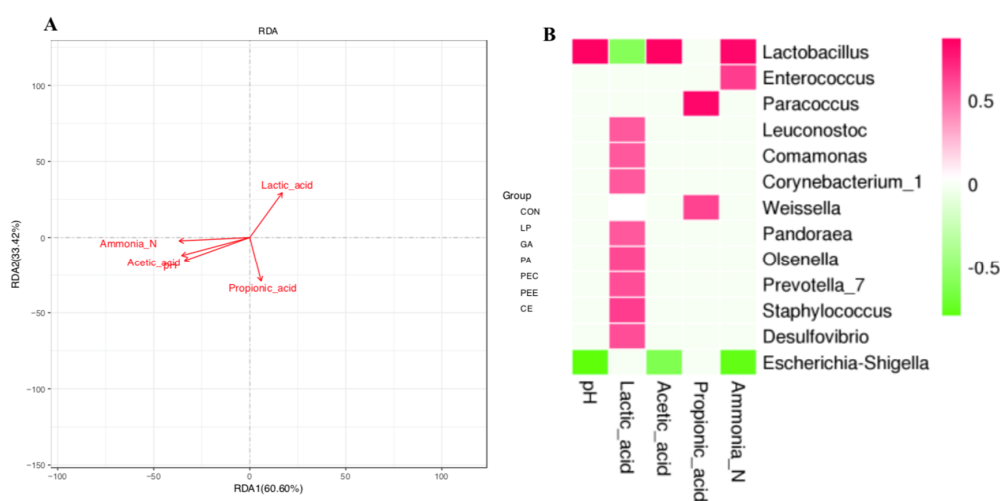 A
RDA
100
50
0
−50
−100
−150
−100
−50
0
50
100
RDA2(33.42%)
RDA1(60.60%)
Lactic_acid
Ammonia_N
Acetic_acid
pH
Propionic_acid
Group
CON
LP
GA
PA
PEC
PEE
CE
B
Lactobacillus
Enterococcus
Paracoccus
Leuconostoc
Comamonas
Corynebacterium_1
Weissella
Pandoraea
Olsenella
Prevotella_7
Staphylococcus
Desulfovibrio
Escherichia-Shigella
pH
Lactic_acid
Acetic_acid
Propionic_acid
Ammonia_N
0.5
0
-0.5